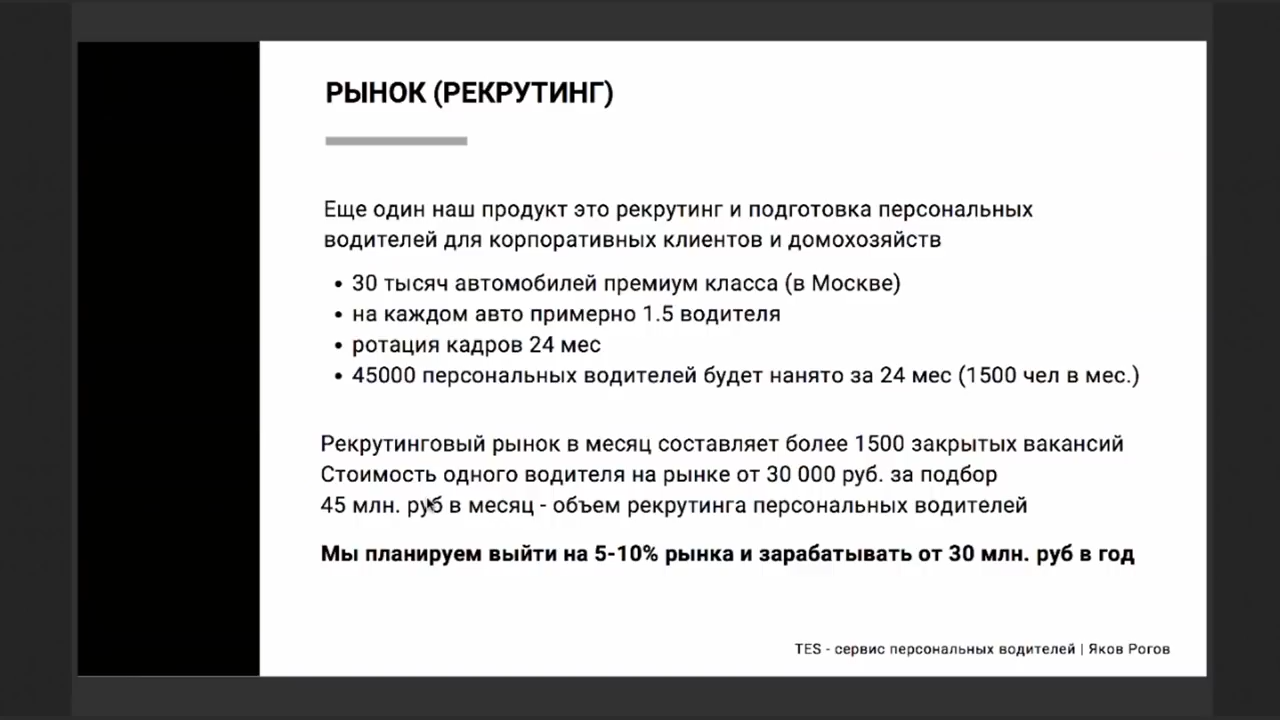 РЫНОК (РЕКРУТИНГ)
Еще один наш продукт это рекрутинг и подготовка персональных
водителей для корпоративных клиентов и домохозяйств
• 30 тысяч автомобилей премиум класса (в Москве)
• на каждом авто примерно 1.5 водителя
• ротация кадров 24 мес
• 45000 персональных водителей будет нанято за 24 мес (1500 чел в мес.)
Рекрутинговый рынок в месяц составляет более 1500 закрытых вакансий
Стоимость одного водителя на рынке от 30 000 руб. за подбор
45 млн. руб в месяц - объем рекрутинга персональных водителей
Мы планируем выйти на 5-10% рынка и зарабатывать от 30 млн. руб в год
TES - сервис персональных водителей | Яков Рогов